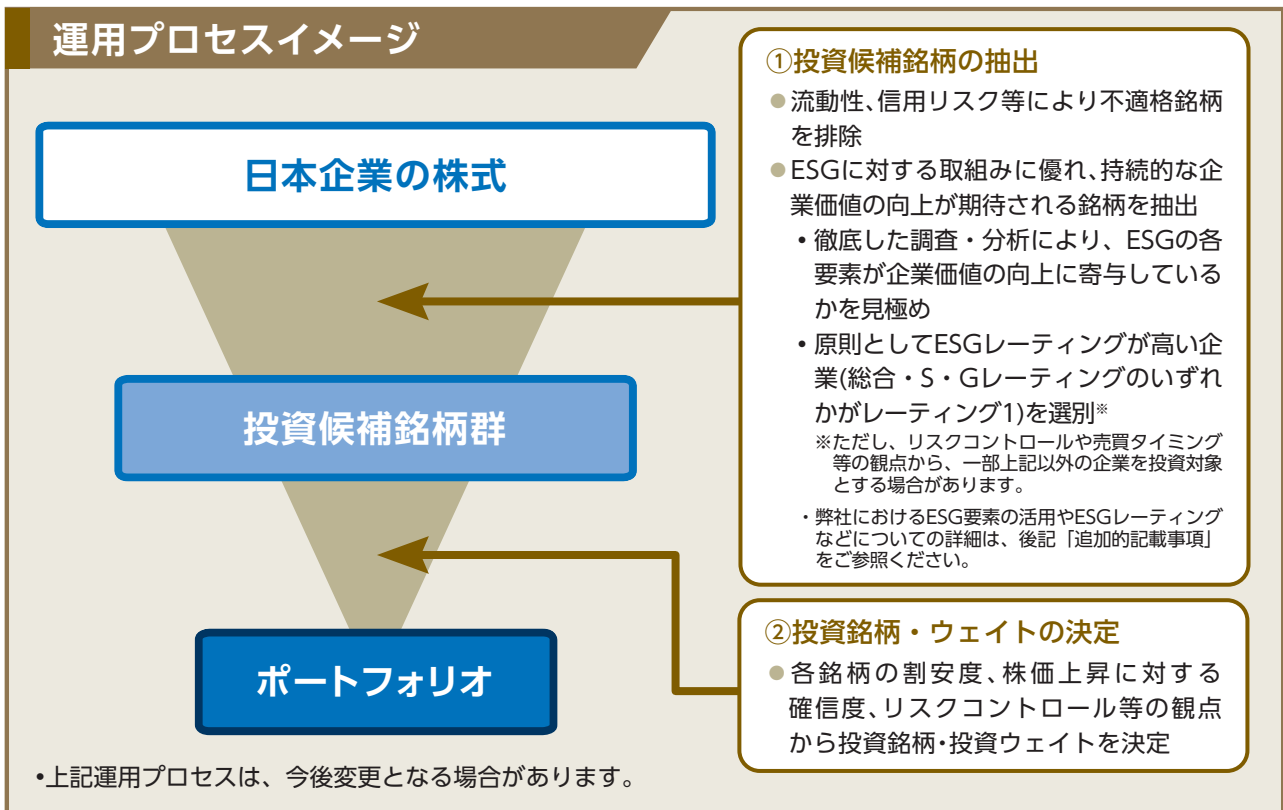 運用プロセスイメージ
日本企業の株式
投資候補銘柄群
ポートフォリオ
①投資候補銘柄の抽出
●流動性、信用リスク等により不適格銘柄
を排除
●ESGに対する取組みに優れ、持続的な企
業価値の向上が期待される銘柄を抽出
•徹底した調査・分析により、ESGの各
要素が企業価値の向上に寄与している
かを見極め
•原則としてESGレーティングが高い企
業(総合・S・Gレーティングのいずれ
かがレーティング1)を選別※
※ただし、リスクコントロールや売買タイミング
等の観点から、一部上記以外の企業を投資対象
とする場合があります。
・弊社におけるESG要素の活用やESGレーティング
などについての詳細は、後記「追加的記載事項」
をご参照ください。
②投資銘柄・ウェイトの決定
●各銘柄の割安度、株価上昇に対する
確信度、リスクコントロール等の観点
から投資銘柄・投資ウェイトを決定
•上記運用プロセスは、今後変更となる場合があります。